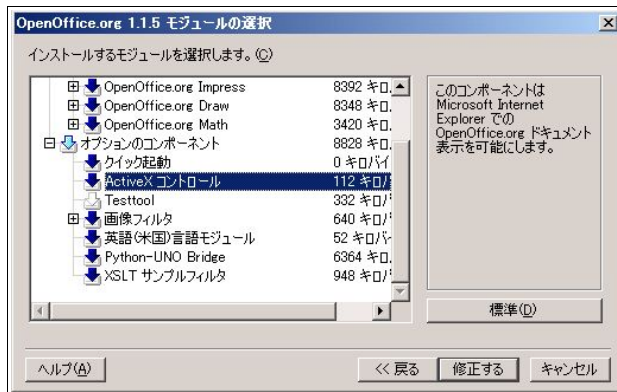 OpenOffice.org 1.1.5 モジュールの選択
インストールするモジュールを選択します。(C)
OpenOffice.org Impress 8392 キロ.
OpenOffice.org Draw 8348 キロ.
OpenOffice.org Math 3420 キロ.
オプションのコンポーネント 8828 キロ.
クイック起動 0 キロバイ
ActiveX コントロール 112 キロ
Testtool 332 キロ
画像フィルタ 640 キロ
英語(米国)言語モジュール 52 キロバ
Python-UNO Bridge 6364 キロ.
XSLT サンプルフィルタ 948 キロ
このコンポーネントは
Microsoft Internet
Explorer での
OpenOffice.org ドキュメント
表示を可能にします。
標準(D)
ヘルプ(A)
<< 戻る
修正する
キャンセル